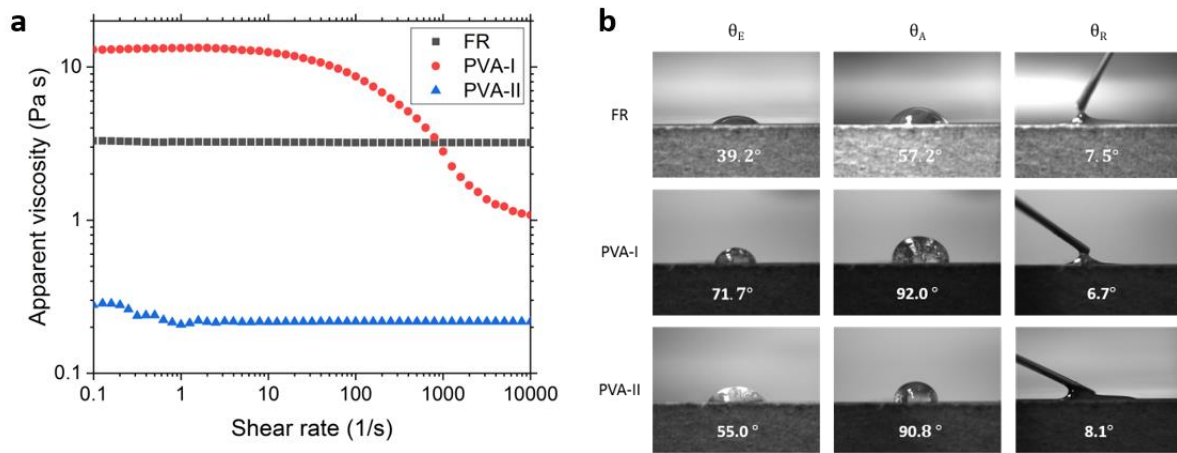 a
Apparent viscosity (Pa s)
10
1
0.1
0.1 1 10 100 1000 10000
Shear rate (1/s)
FR
PVA-I
PVA-II
b
θE θA θR
FR
39.2° 57.2° 7.5°
PVA-I
71.7° 92.0° 6.7°
PVA-II
55.0° 90.8° 8.1°